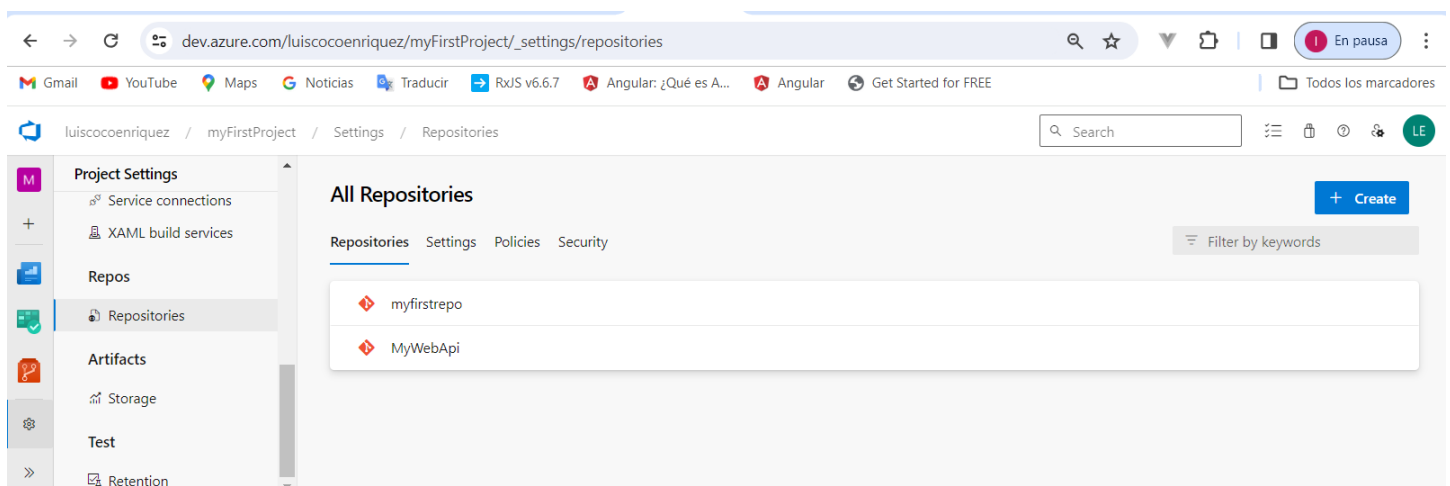 dev.azure.com/luiscocoenriquez/myFirstProject/_settings/repositories
I En pausa
Gmail YouTube Maps Noticias Traducir RxJS v6.6.7 Angular: ¿Qué es A... Angular Get Started for FREE Todos los marcadores
luiscocoenriquez / myFirstProject / Settings / Repositories Search LE
M
Project Settings
Service connections
XAML build services
Repos
Repositories
Artifacts
Storage
Test
Retention
All Repositories
+ Create
Repositories Settings Policies Security
Filter by keywords
myfirstrepo
MyWebApi